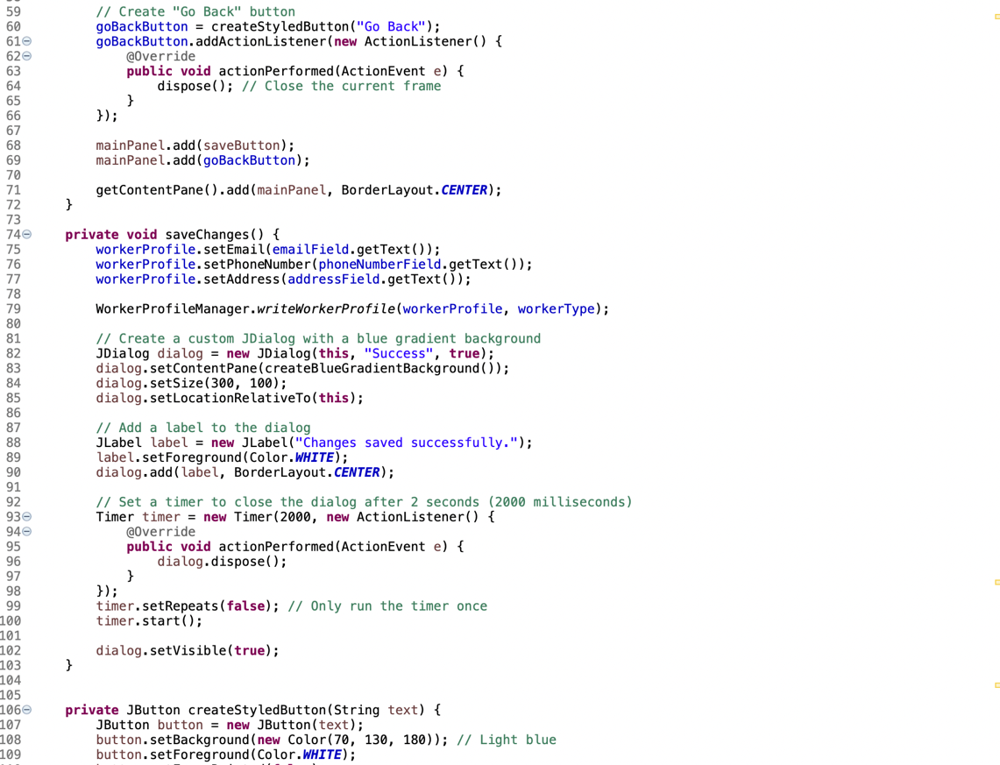 59 // Create "Go Back" button
60 goBackButton = createStyledButton("Go Back");
61 goBackButton.addActionListener(new ActionListener() {
62 @Override
63 public void actionPerformed(ActionEvent e) {
64 dispose(); // Close the current frame
65 }
66 });
67
68 mainPanel.add(saveButton);
69 mainPanel.add(goBackButton);
70
71 getContentPane().add(mainPanel, BorderLayout.CENTER);
72 }
73
74 private void saveChanges() {
75 workerProfile.setEmail(emailField.getText());
76 workerProfile.setPhoneNumber(phoneNumberField.getText());
77 workerProfile.setAddress(addressField.getText());
78
79 WorkerProfileManager.writeWorkerProfile(workerProfile, workerType);
80
81 // Create a custom JDialog with a blue gradient background
82 JDialog dialog = new JDialog(this, "Success", true);
83 dialog.setContentPane(createBlueGradientBackground());
84 dialog.setSize(300, 100);
85 dialog.setLocationRelativeTo(this);
86
87 // Add a label to the dialog
88 JLabel label = new JLabel("Changes saved successfully.");
89 label.setForeground(Color.WHITE);
90 dialog.add(label, BorderLayout.CENTER);
91
92 // Set a timer to close the dialog after 2 seconds (2000 milliseconds)
93 Timer timer = new Timer(2000, new ActionListener() {
94 @Override
95 public void actionPerformed(ActionEvent e) {
96 dialog.dispose();
97 }
98 });
99 timer.setRepeats(false); // Only run the timer once
100 timer.start();
101
102 dialog.setVisible(true);
103 }
104
105
106 private JButton createStyledButton(String text) {
107 JButton button = new JButton(text);
108 button.setBackground(new Color(70, 130, 180)); // Light blue
109 button.setForeground(Color.WHITE);